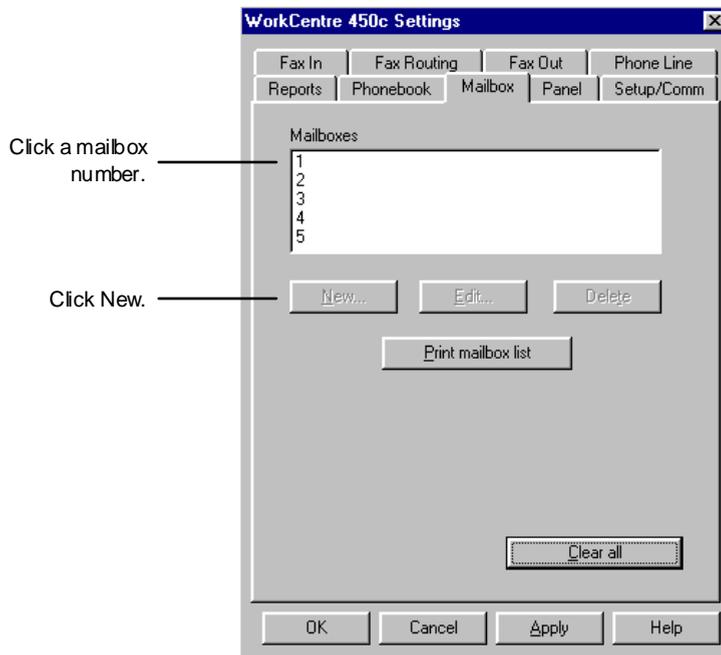 WorkCentre 450c Settings
Fax In Fax Routing Fax Out Phone Line
Reports Phonebook Mailbox Panel Setup/Comm
Mailboxes
Click a mailbox
number.
1
2
3
4
5
Click New.
New... Edit... Delete
Print mailbox list
Clear all
OK Cancel Apply Help